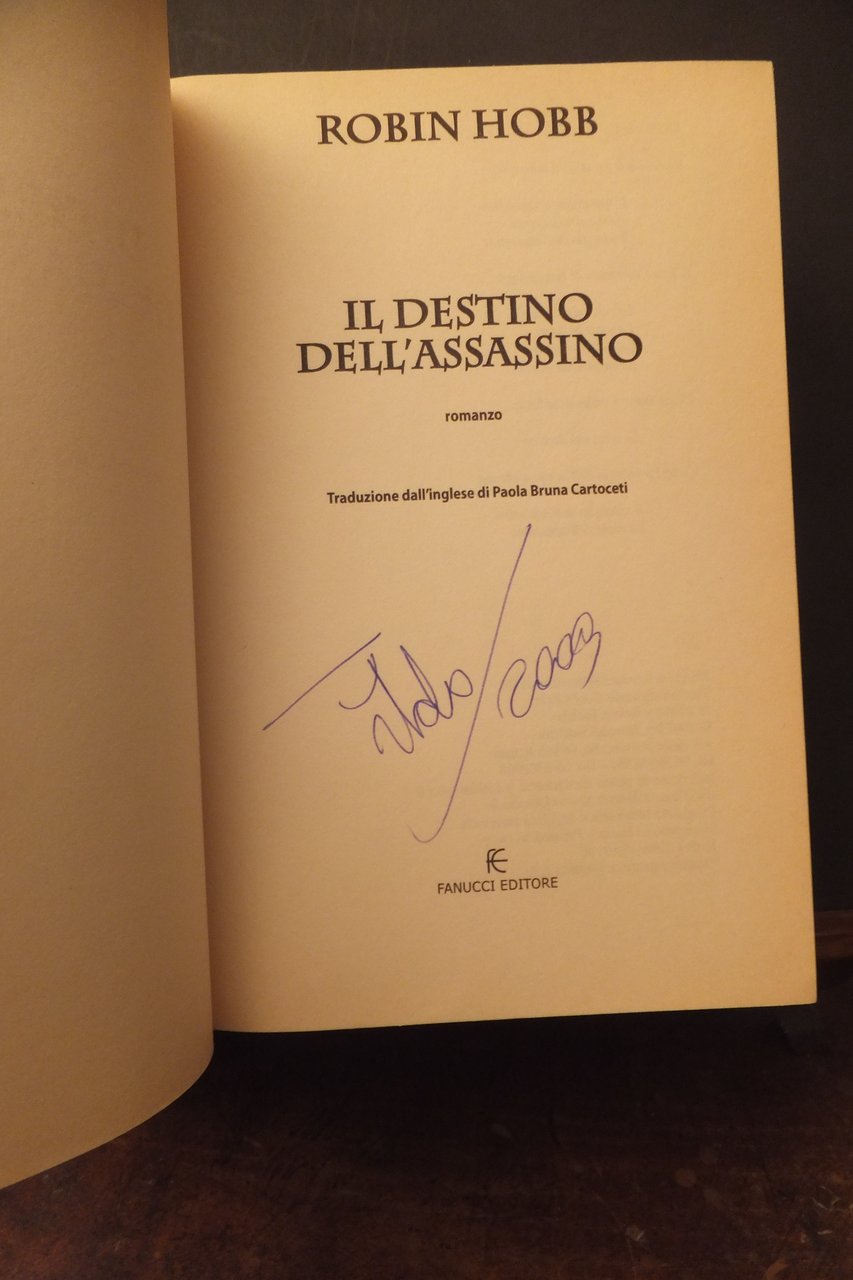 ROBIN HOBB
IL DESTINO
DELL'ASSASSINO
romanzo
Traduzione dall'inglese di Paola Bruna Cartoceti
FANUCCI EDITORE